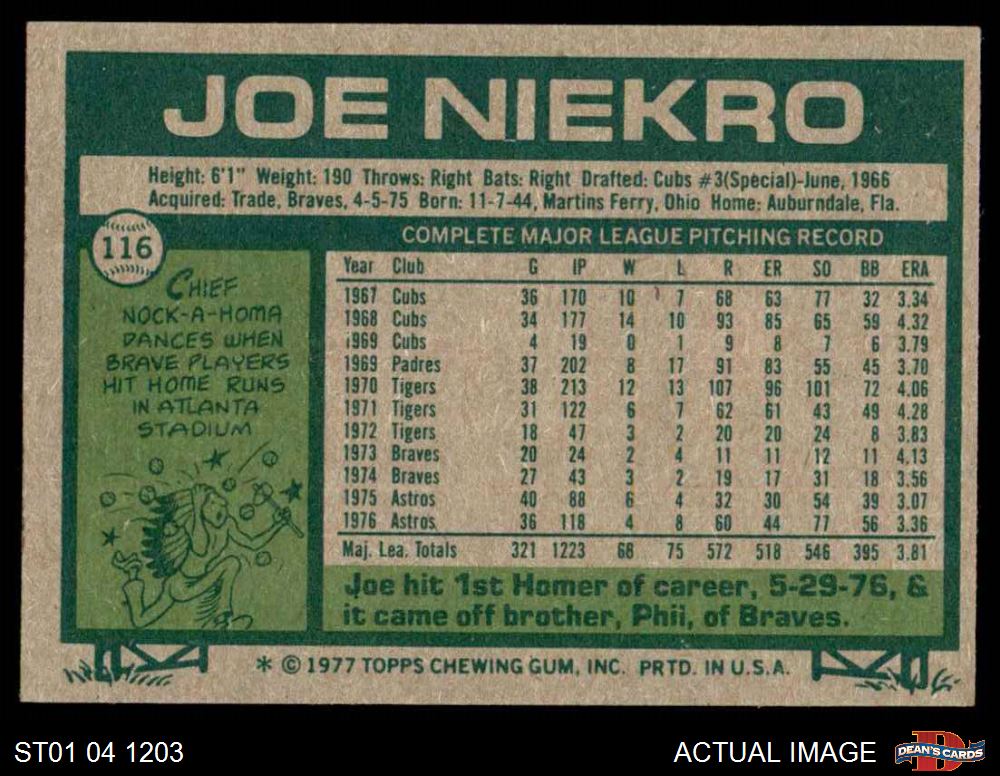 JOE NIEKRO
Height: 6'1" Weight: 190 Throws: Right Bats: Right Drafted: Cubs #3(Special)-June, 1966
Acquired: Trade, Braves, 4-5-75 Born: 11-7-44, Martins Ferry, Ohio Home: Auburndale, Fla.
116
CHIEF
NOCK-A-HOMA
DANCES WHEN
BRAVE PLAYERS
HIT HOME RUNS
IN ATLANTA
STADIUM
COMPLETE MAJOR LEAGUE PITCHING RECORD
Year Club G IP W L R ER SO BB ERA
1967 Cubs 36 170 10 7 68 63 77 32 3.34
1968 Cubs 34 177 14 10 93 85 65 59 4.32
1969 Cubs 4 19 0 1 9 8 7 6 3.79
1969 Padres 37 202 8 17 91 83 55 45 3.70
1970 Tigers 38 213 12 13 107 96 101 72 4.06
1971 Tigers 31 122 6 7 62 61 43 49 4.28
1972 Tigers 18 47 3 2 20 20 24 8 3.83
1973 Braves 20 24 2 4 11 11 12 11 4.13
1974 Braves 27 43 3 2 19 17 31 18 3.56
1975 Astros 40 88 6 4 32 30 54 39 3.07
1976 Astros 36 118 4 8 60 44 77 56 3.36
Maj. Lea. Totals 321 1223 68 75 572 518 546 395 3.81
Joe hit 1st Homer of career, 5-29-76, &
it came off brother, Phil, of Braves.
* © 1977 TOPPS CHEWING GUM, INC. PRTD. IN U.S.A.
ST01 04 1203
ACTUAL IMAGE
D
DEAN'S CARDS